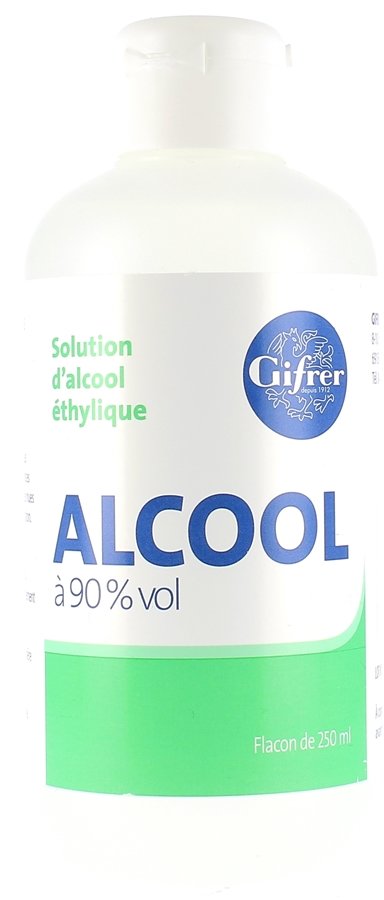 Solution
d'alcool
éthylique
Gifrer
depuis 1912
ALCOOL
à 90 % vol
Flacon de 250 ml